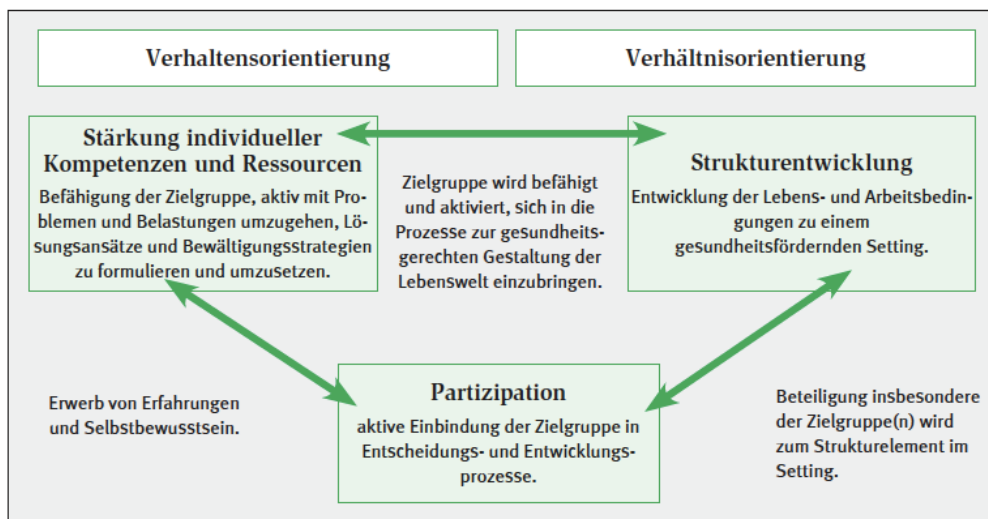 Verhaltensorientierung
Verhältnisorientierung
Stärkung individueller
Kompetenzen und Ressourcen
Befähigung der Zielgruppe, aktiv mit Pro-
blemen und Belastungen umzugehen, Lö-
sungsansätze und Bewältigungsstrategien
zu formulieren und umzusetzen.
Zielgruppe wird befähigt
und aktiviert, sich in die
Prozesse zur gesundheits-
gerechten Gestaltung der
Lebenswelt einzubringen.
Strukturentwicklung
Entwicklung der Lebens- und Arbeitsbedin-
gungen zu einem
gesundheitsfördernden Setting.
Erwerb von Erfahrungen
und Selbstbewusstsein.
Partizipation
aktive Einbindung der Zielgruppe in
Entscheidungs- und Entwicklungs-
prozesse.
Beteiligung insbesondere
der Zielgruppe(n) wird
zum Strukturelement im
Setting.